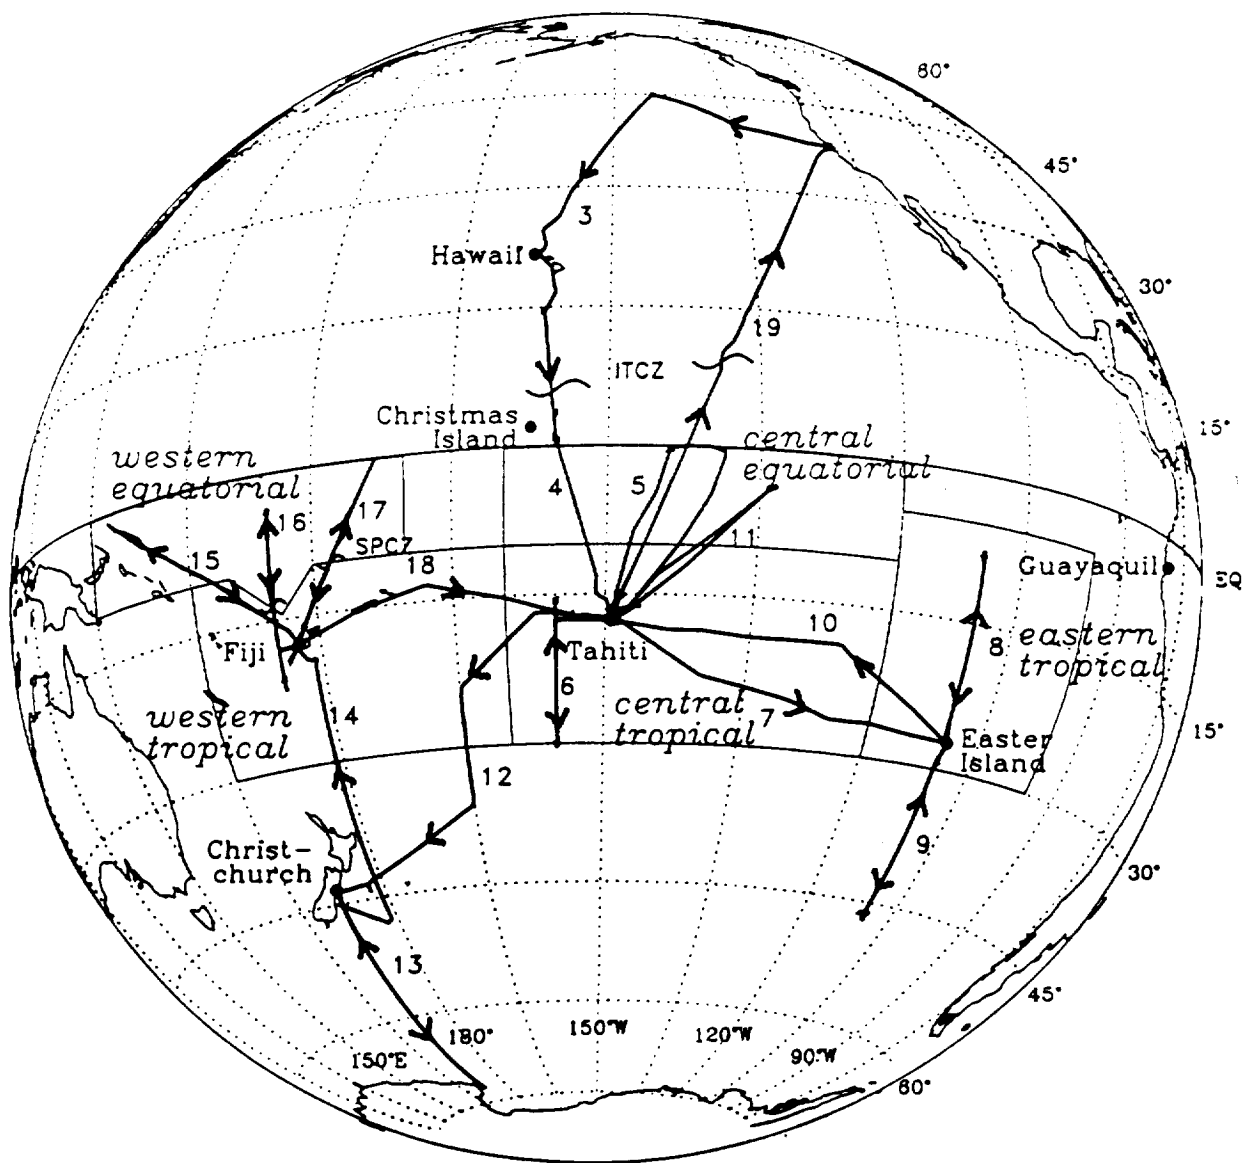 60°
45°
3
Hawaii
30°
19
ITCZ
Christmas
Island
15°
western
equatorial
central
equatorial
4
5
16
17
11
SPCZ
15
18
Guayaquil
EQ
10
8
Fiji
Tahiti
eastern
tropical
6
western
tropical
14
central
tropical
7
15°
Easter
Island
12
Christ-
church
9
30°
13
45°
180°
150°W
120°W
90°W
150°E
60°